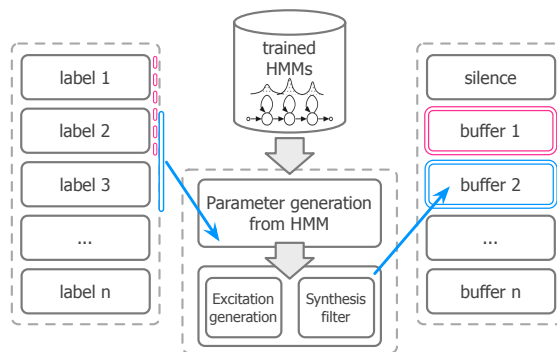 label 1
label 2
label 3
...
label n
trained
HMMs
Parameter generation
from HMM
Excitation
generation
Synthesis
filter
silence
buffer 1
buffer 2
...
buffer n